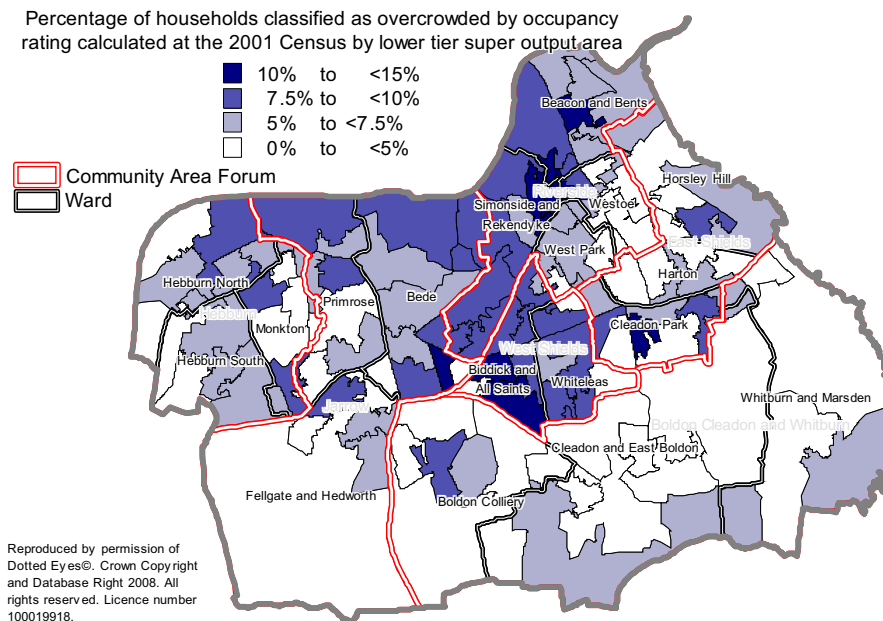 Percentage of households classified as overcrowded by occupancy
rating calculated at the 2001 Census by lower tier super output area
10% to <15%
7.5% to <10%
5% to <7.5%
0% to <5%
Community Area Forum
Ward
Beacon and Bents
Horsley Hill
Riverside
Simonside and
Rekendyke
Westoe
West Park
East Shields
Harton
Hebburn North
Hebburn
Primrose
Bede
Monkton
Hebburn South
Cleadon Park
West Shields
Biddick and
All Saints
Whiteleas
Jarrow
Whitburn and Marsden
Boldon Cleadon and Whitburn
Cleadon and East Boldon
Fellgate and Hedworth
Boldon Colliery
Reproduced by permission of
Dotted Eyes©. Crown Copyright
and Database Right 2008. All
rights reserved. Licence number
100019918.